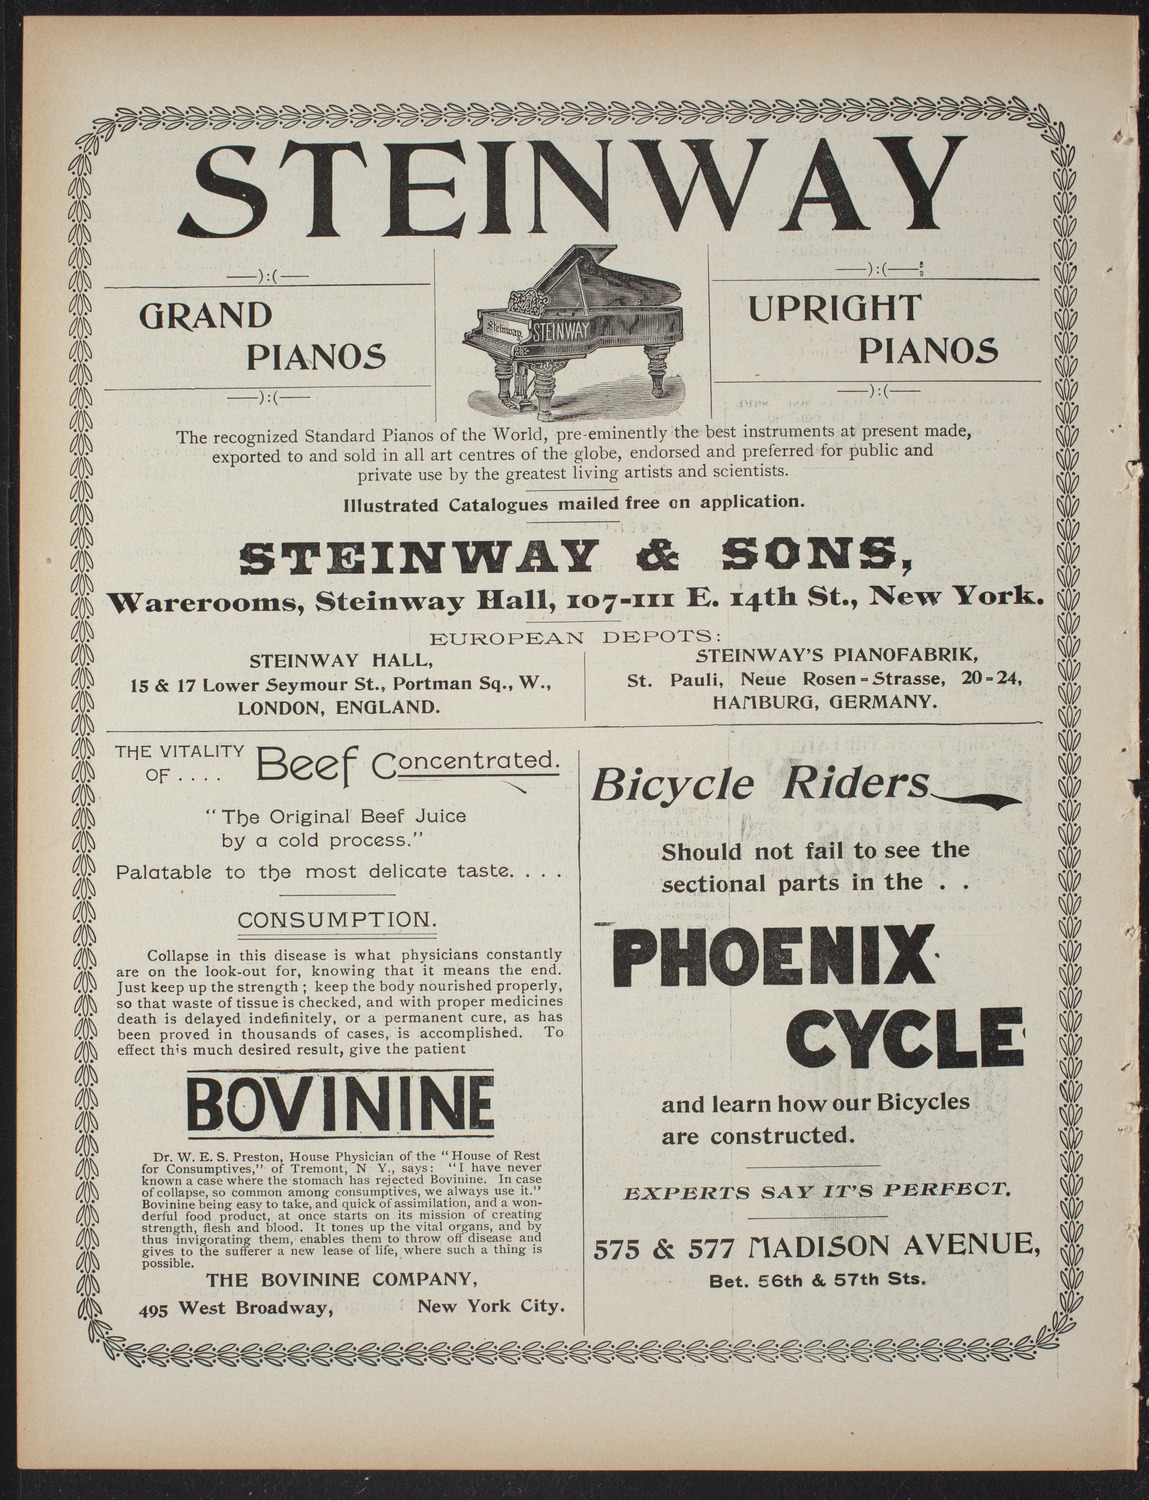 STEINWAY
GRAND
PIANOS
Steinway STEINWAY
UPRIGHT
PIANOS
The recognized Standard Pianos of the World, pre-eminently the best instruments at present made,
exported to and sold in all art centres of the globe, endorsed and preferred for public and
private use by the greatest living artists and scientists.
Illustrated Catalogues mailed free on application.
STEINWAY & SONS,
Warerooms, Steinway Hall, 107-111 E. 14th St., New York.
EUROPEAN DEPOTS:
STEINWAY HALL,
15 & 17 Lower Seymour St., Portman Sq., W.,
LONDON, ENGLAND.
STEINWAY'S PIANOFABRIK,
St. Pauli, Neue Rosen-Strasse, 20-24,
HAMBURG, GERMANY.
THE VITALITY
OF .... Beef Concentrated.
"The Original Beef Juice
by a cold process."
Palatable to the most delicate taste. . . .
CONSUMPTION.
Collapse in this disease is what physicians constantly
are on the look-out for, knowing that it means the end.
Just keep up the strength; keep the body nourished properly,
so that waste of tissue is checked, and with proper medicines
death is delayed indefinitely, or a permanent cure, as has
been proved in thousands of cases, is accomplished. To
effect this much desired result, give the patient
BOVININE
Dr. W. E. S. Preston, House Physician of the "House of Rest
for Consumptives," of Tremont, N Y., says: "I have never
known a case where the stomach has rejected Bovinine. In case
of collapse, so common among consumptives, we always use it."
Bovinine being easy to take, and quick of assimilation, and a won-
derful food product, at once starts on its mission of creating
strength, flesh and blood. It tones up the vital organs, and by
thus invigorating them, enables them to throw off disease and
gives to the sufferer a new lease of life, where such a thing is
possible.
THE BOVININE COMPANY,
495 West Broadway, New York City.
Bicycle Riders
Should not fail to see the
sectional parts in the . .
PHOENIX
CYCLE
and learn how our Bicycles
are constructed.
EXPERTS SAY IT'S PERFECT.
575 & 577 MADISON AVENUE,
Bet. 56th & 57th Sts.